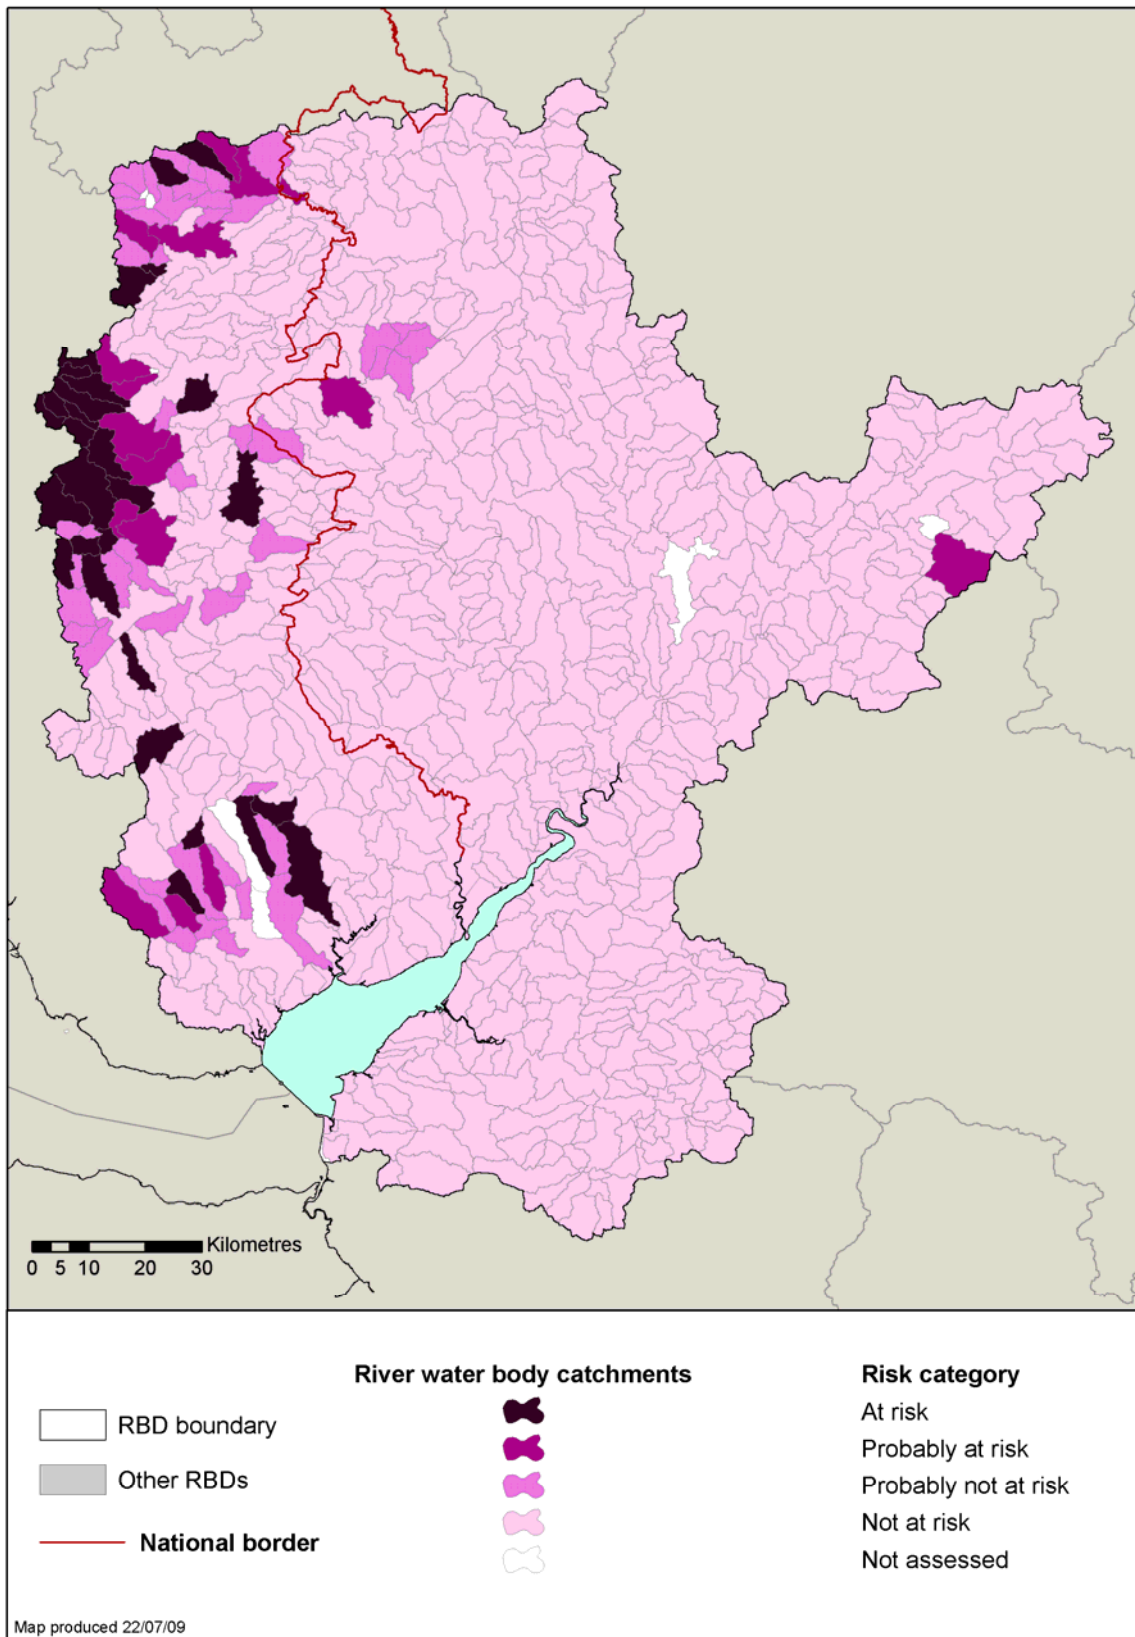 Kilometres
0 5 10 20 30
River water body catchments
Risk category
RBD boundary
Other RBDs
National border
At risk
Probably at risk
Probably not at risk
Not at risk
Not assessed
Map produced 22/07/09